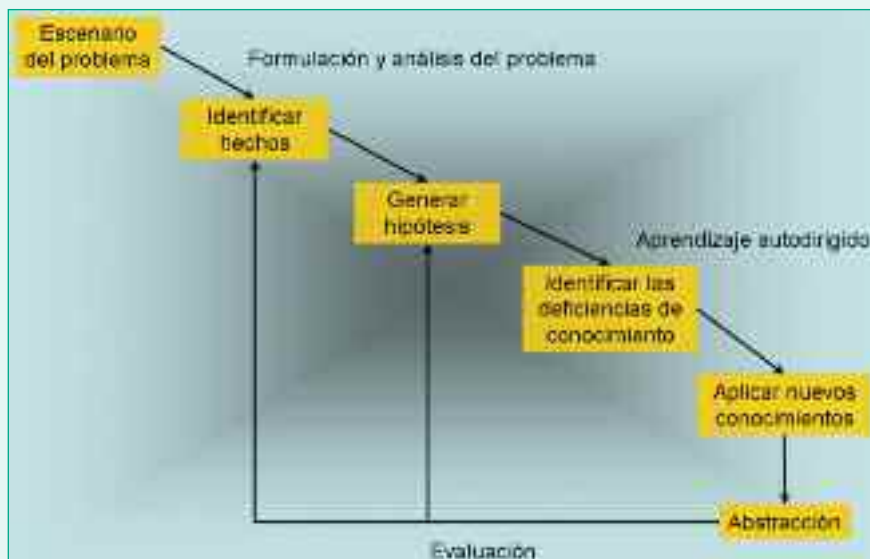 Escenario
del problema
Formulación y análisis del problema
Identificar
hechos
Generar
hipótesis
Aprendizaje autodirigido
Identificar las
deficiencias de
conocimiento
Aplicar nuevos
conocimientos
Abstracción
Evaluación